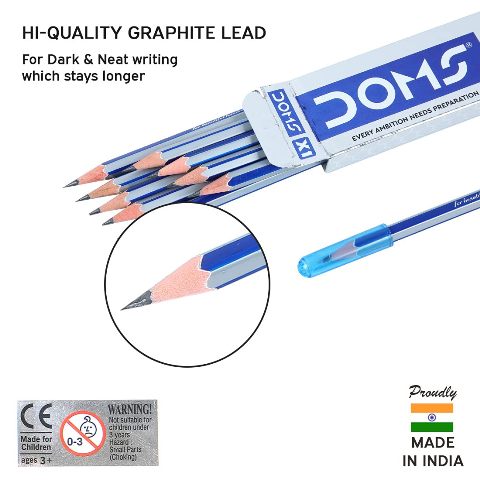 HI-QUALITY GRAPHITE LEAD
For Dark & Neat writing
which stays longer
DOMS
DOMS X1
EVERY AMBITION NEEDS PREPARATION
CE
Made for
Children
ages 3+
0-3
WARNING!
Not suitable for
children under
3 years
Hazard
Small Parts
(Choking)
Proudly
MADE
IN INDIA